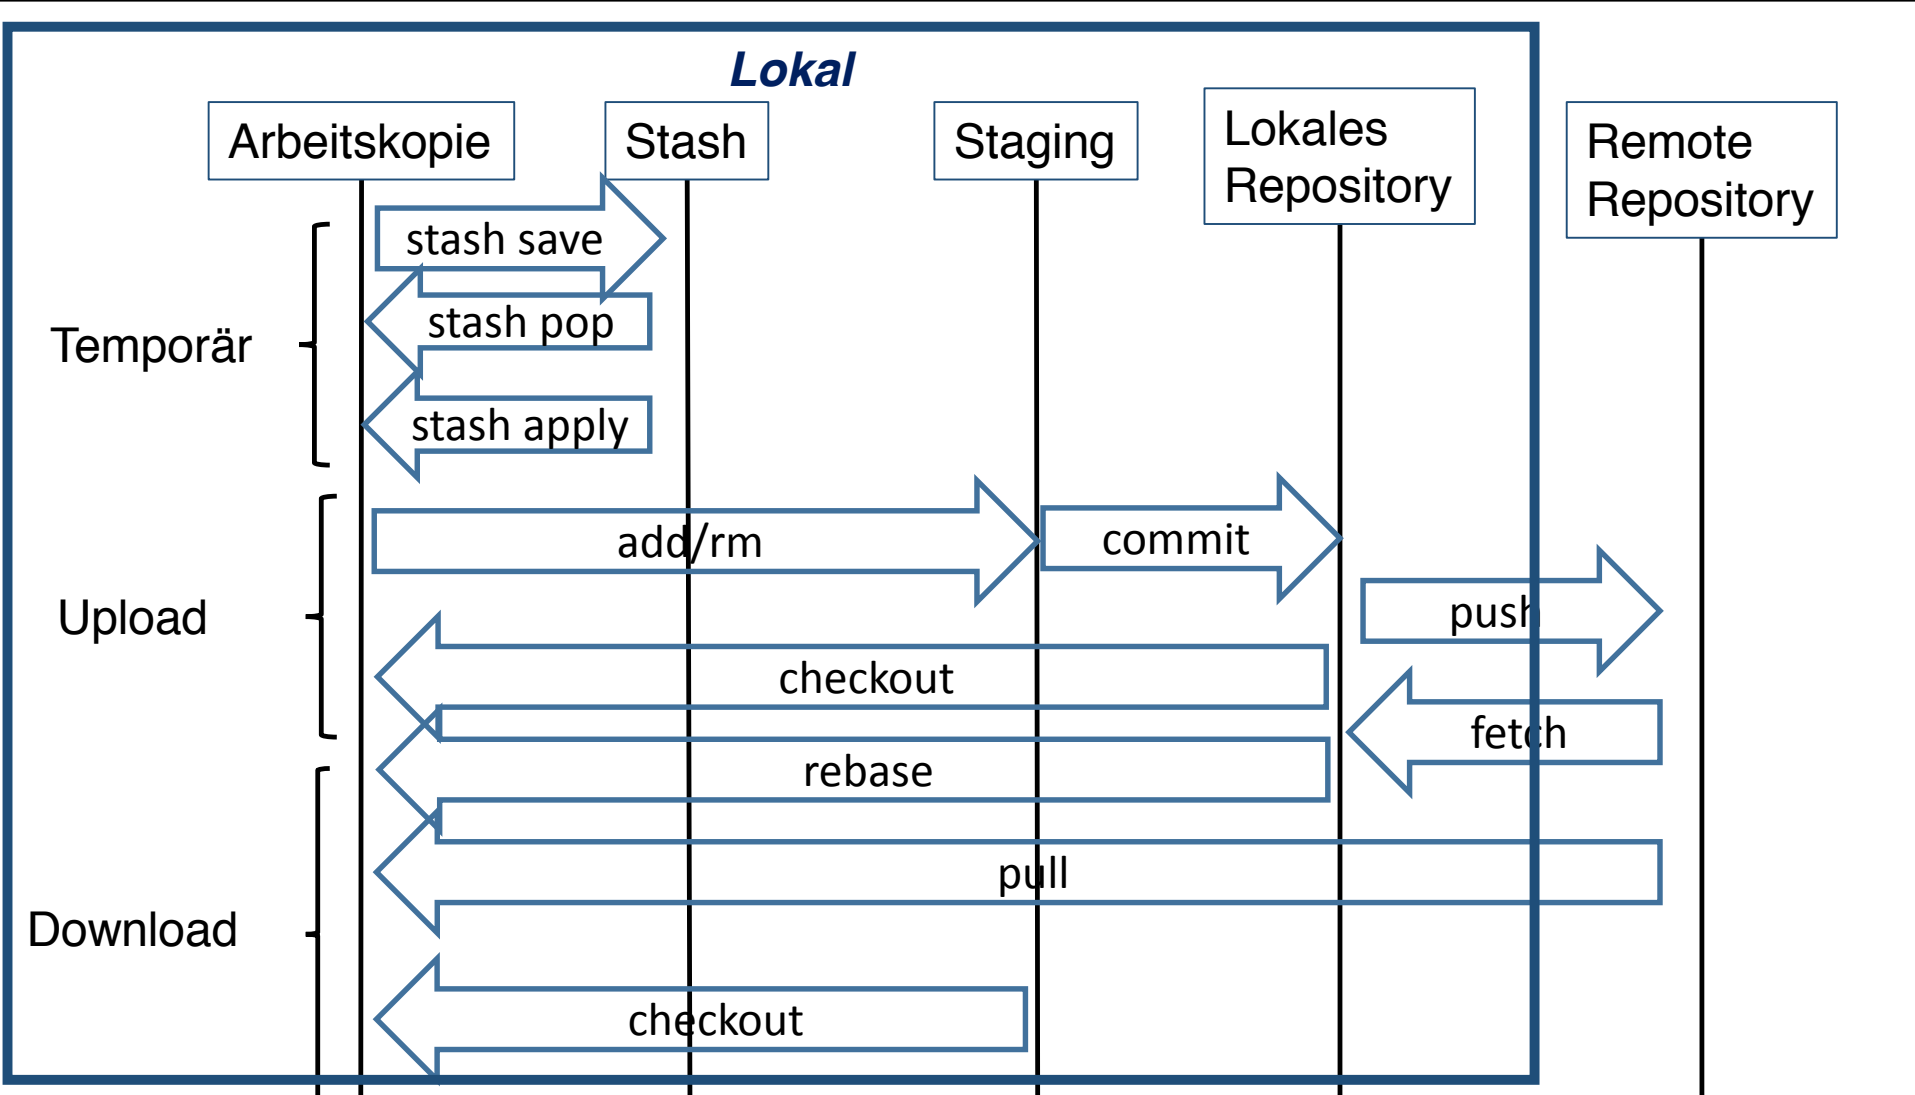 Lokal
Arbeitskopie
Stash
Staging
Lokales
Repository
Remote
Repository
stash save
Temporär
stash pop
stash apply
add/rm
commit
Upload
push
checkout
fetch
rebase
pull
Download
checkout